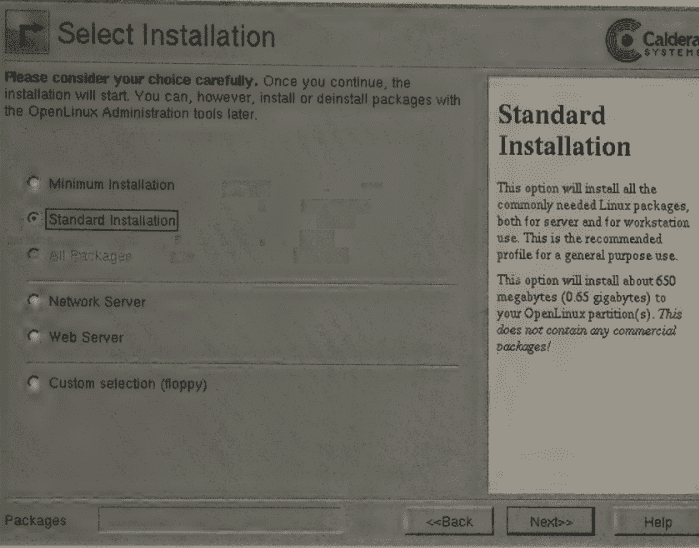 Select Installation
Caldera
SYSTEMS
Please consider your choice carefully. Once you continue, the
installation will start. You can, however, install or deinstall packages with
the OpenLinux Administration tools later.
Minimum Installation
Standard Installation
All Packages
Network Server
Web Server
Custom selection (floppy)
Standard
Installation
This option will install all the
commonly needed Linux packages,
both for server and for workstation
use. This is the recommended
profile for a general purpose use.
This option will install about 650
megabytes (0.65 gigabytes) to
your OpenLinux partition(s). This
does not contain any commercial
packages!
Packages
<<Back
Next>>
Help